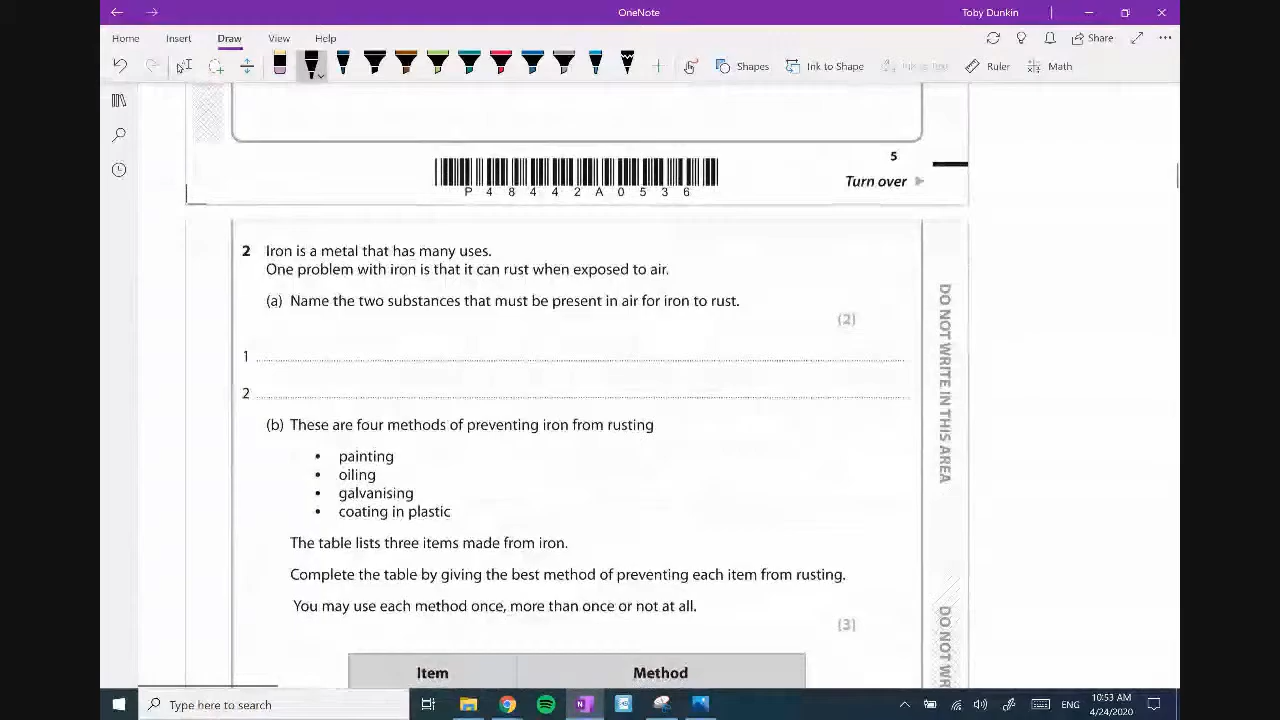 OneNote
Toby Dunkin
Home Insert Draw View Help
Share
Shapes Ink to Shape Ink to Text Ruler Math
5
P 4 8 4 4 2 A 0 5 3 6
Turn over
2 Iron is a metal that has many uses.
One problem with iron is that it can rust when exposed to air.
(a) Name the two substances that must be present in air for iron to rust.
(2)
1
2
(b) These are four methods of preventing iron from rusting
• painting
• oiling
• galvanising
• coating in plastic
The table lists three items made from iron.
Complete the table by giving the best method of preventing each item from rusting.
You may use each method once, more than once or not at all.
(3)
Item Method
DO NOT WRITE IN THIS AREA
DO NOT WR
Type here to search
ENG
10:53 AM
4/24/2020